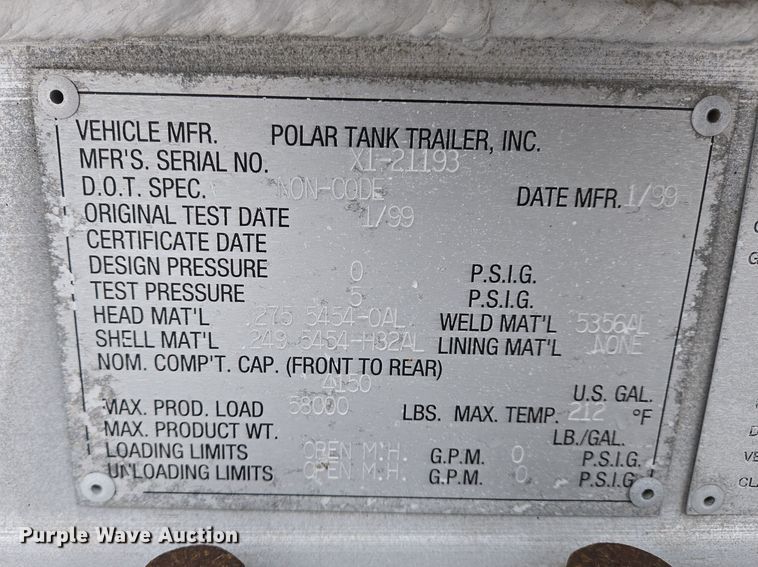 VEHICLE MFR. POLAR TANK TRAILER, INC.
MFR'S. SERIAL NO. X1-21193
D.O.T. SPEC. NON-CODE DATE MFR. 1/99
ORIGINAL TEST DATE 1/99
CERTIFICATE DATE
DESIGN PRESSURE 0 P.S.I.G.
TEST PRESSURE 5 P.S.I.G.
HEAD MAT'L .275 5454-0AL WELD MAT'L 5356AL
SHELL MAT'L .249 5454-H32AL LINING MAT'L NONE
NOM. COMP'T. CAP. (FRONT TO REAR)
4150 U.S. GAL.
MAX. PROD. LOAD 58000 LBS. MAX. TEMP. 212 °F
MAX. PRODUCT WT. LB./GAL.
LOADING LIMITS OPEN M.H. G.P.M. 0 P.S.I.G.
UNLOADING LIMITS OPEN M.H. G.P.M. 0 P.S.I.G.
Purple Wave Auction